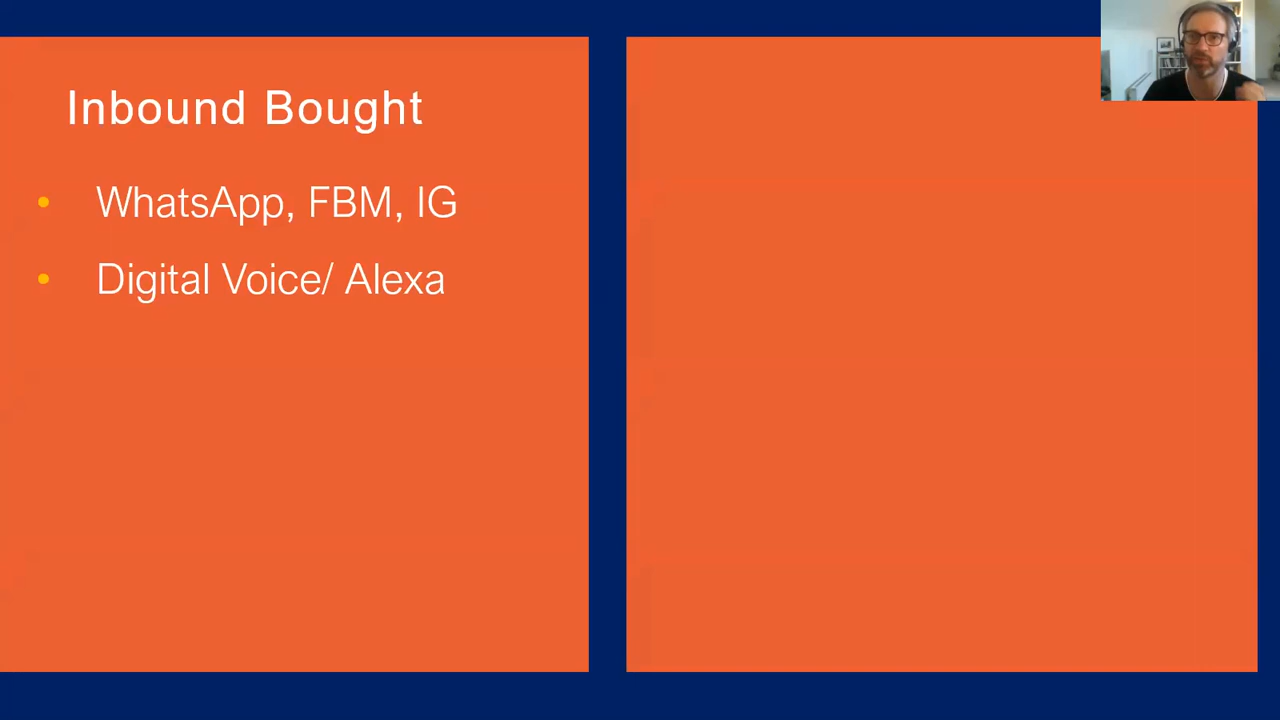 Inbound Bought
• WhatsApp, FBM, IG
• Digital Voice/ Alexa